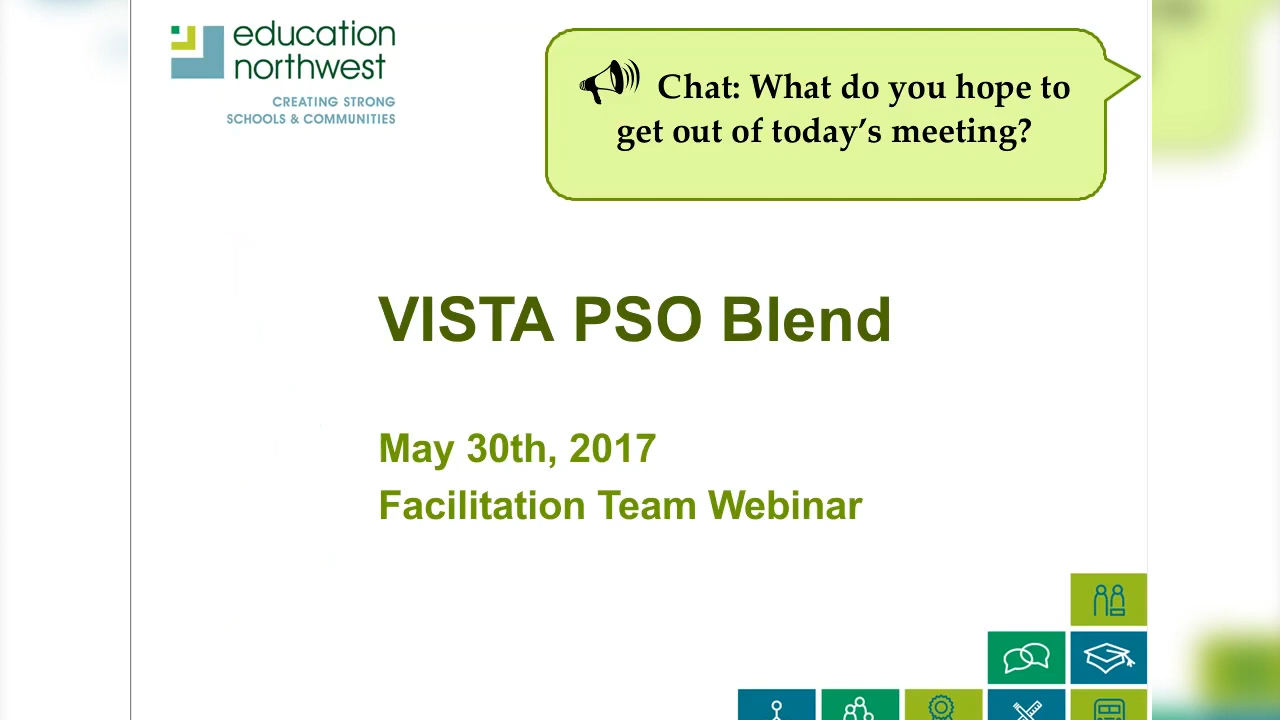 education
northwest
CREATING STRONG
SCHOOLS & COMMUNITIES
Chat: What do you hope to
get out of today’s meeting?
VISTA PSO Blend
May 30th, 2017
Facilitation Team Webinar